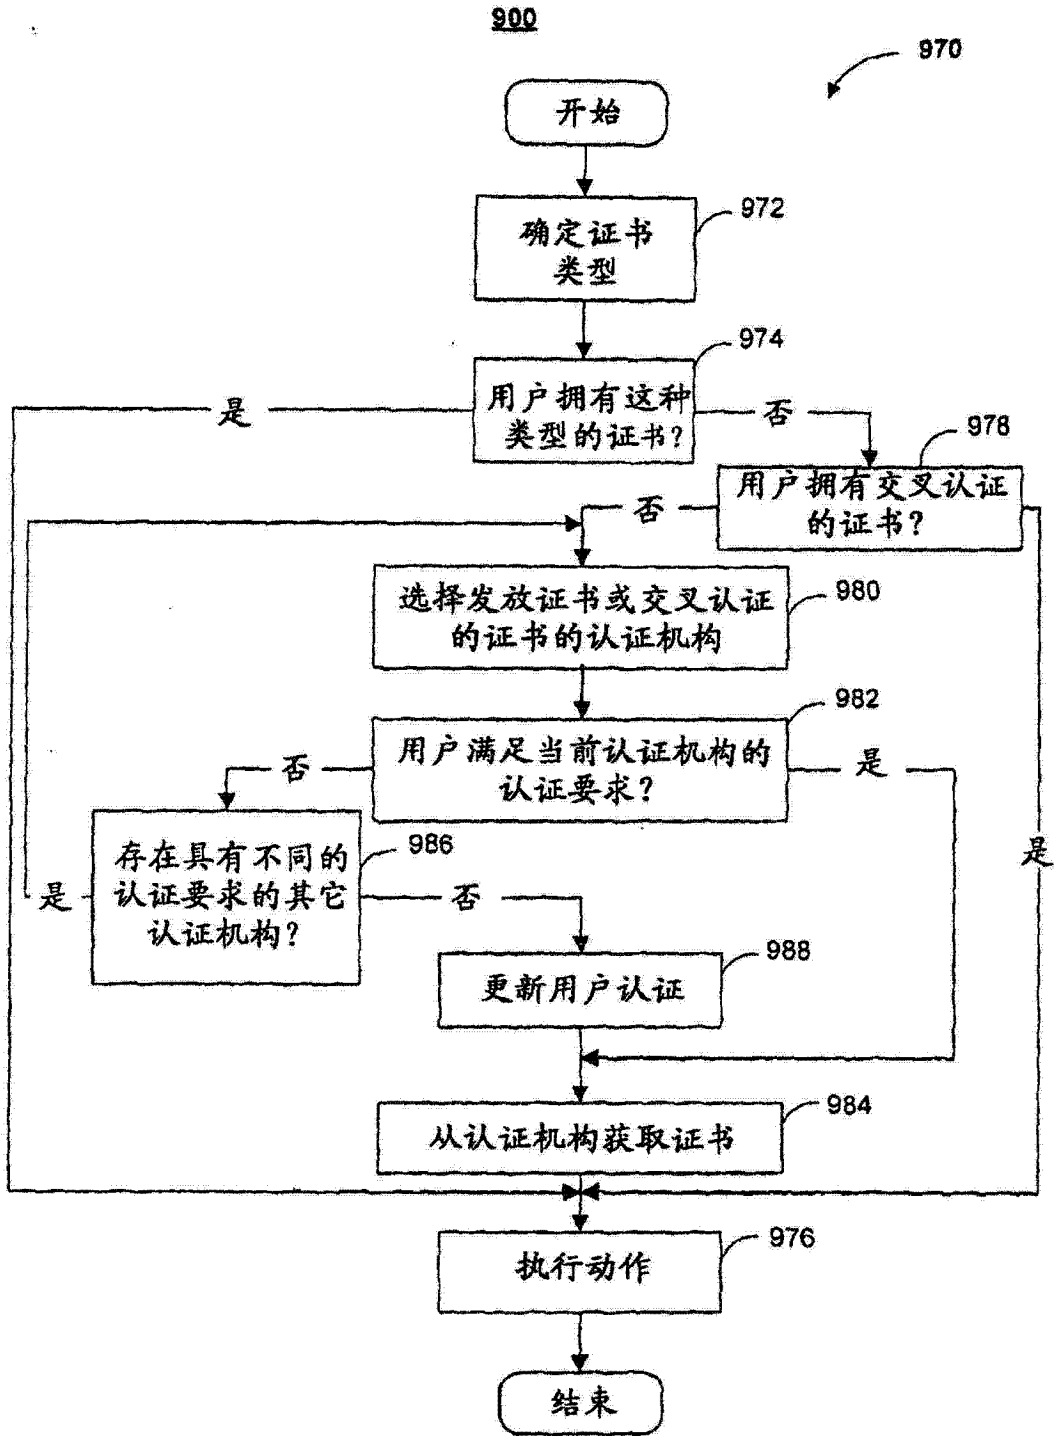 900
970
开始
972
确定证书
类型
974
用户拥有这种
类型的证书?
是
否
978
用户拥有交叉认证
的证书?
否
980
选择发放证书或交叉认证
的证书的认证机构
982
用户满足当前认证机构的
认证要求?
否
是
986
存在具有不同的
认证要求的其它
认证机构?
是
否
是
988
更新用户认证
984
从认证机构获取证书
976
执行动作
结束